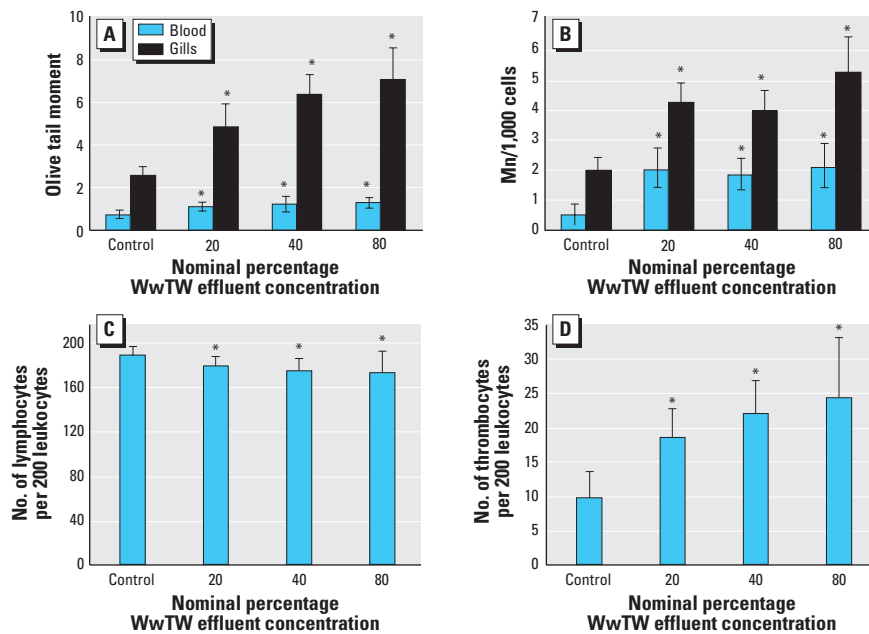 A
Blood
Gills
Olive tail moment
10
8
6
4
2
0
*
*
*
*
*
*
Control
20
40
80
Nominal percentage
WwTW effluent concentration
B
Mn/1,000 cells
7
6
5
4
3
2
1
0
*
*
*
*
*
*
Control
20
40
80
Nominal percentage
WwTW effluent concentration
C
No. of lymphocytes
per 200 leukocytes
200
160
120
80
40
0
*
*
*
Control
20
40
80
Nominal percentage
WwTW effluent concentration
D
No. of thrombocytes
per 200 leukocytes
35
30
25
20
15
10
5
0
*
*
*
Control
20
40
80
Nominal percentage
WwTW effluent concentration